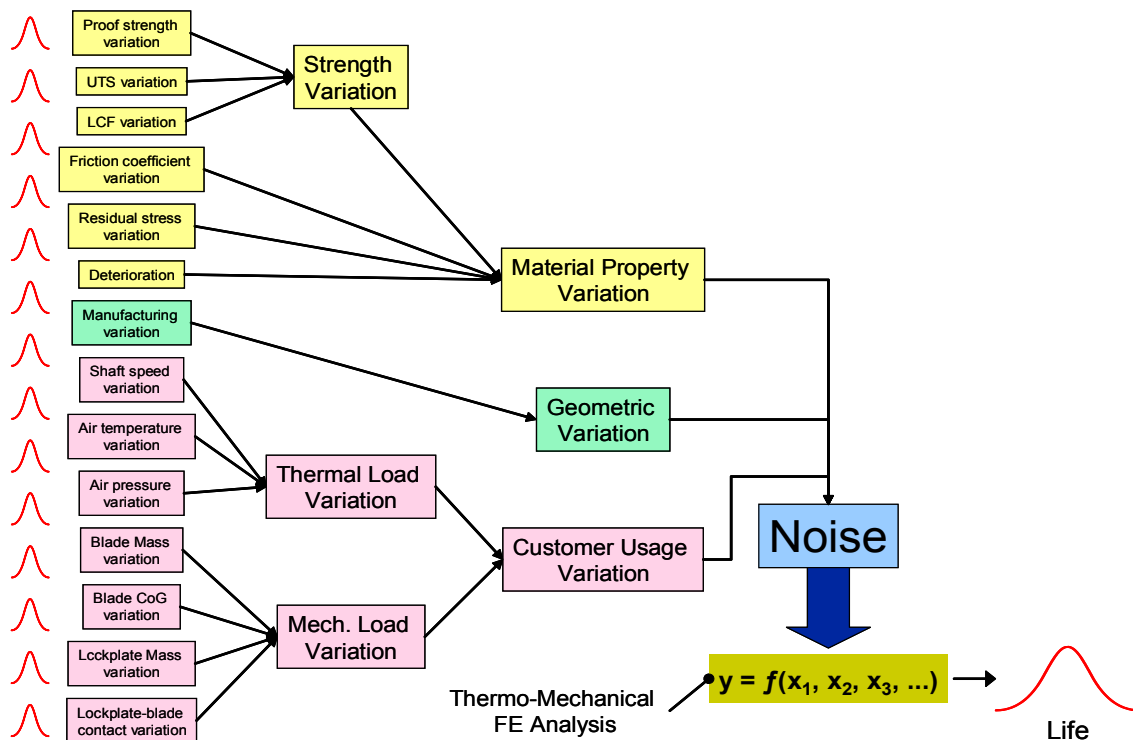 Proof strength
variation
UTS variation
LCF variation
Strength
Variation
Friction coefficient
variation
Residual stress
variation
Deterioration
Material Property
Variation
Manufacturing
variation
Geometric
Variation
Shaft speed
variation
Air temperature
variation
Air pressure
variation
Thermal Load
Variation
Blade Mass
variation
Blade CoG
variation
Lockplate Mass
variation
Lockplate-blade
contact variation
Mech. Load
Variation
Customer Usage
Variation
Noise
Thermo-Mechanical
FE Analysis
y = f(x₁, x₂, x₃, ...)
Life